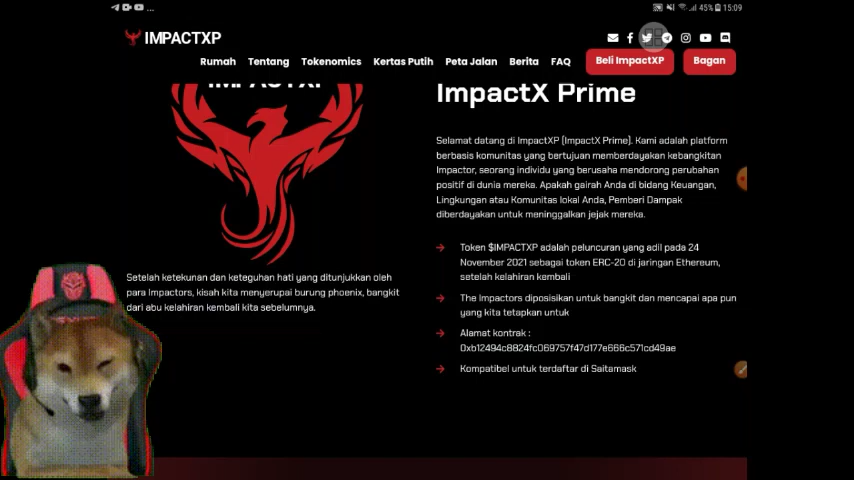 45% 15:09
IMPACTXP
Rumah Tentang Tokenomics Kertas Putih Peta Jalan Berita FAQ Beli ImpactXP Bagan
IMPACTXP
ImpactX Prime
Selamat datang di ImpactXP (ImpactX Prime). Kami adalah platform
berbasis komunitas yang bertujuan memberdayakan kebangkitan
Impactor, seorang individu yang berusaha mendorong perubahan
positif di dunia mereka. Apakah gairah Anda di bidang Keuangan,
Lingkungan atau Komunitas lokal Anda, Pemberi Dampak
diberdayakan untuk meninggalkan jejak mereka.
Token $IMPACTXP adalah peluncuran yang adil pada 24
November 2021 sebagai token ERC-20 di jaringan Ethereum,
setelah kelahiran kembali
The Impactors diposisikan untuk bangkit dan mencapai apa pun
yang kita tetapkan untuk
Alamat kontrak :
0xb12494c8824fc069757f47d177e666c571cd49ae
Kompatibel untuk terdaftar di Saitamask
Setelah ketekunan dan keteguhan hati yang ditunjukkan oleh
para Impactors, kisah kita menyerupai burung phoenix, bangkit
dari abu kelahiran kembali kita sebelumnya.